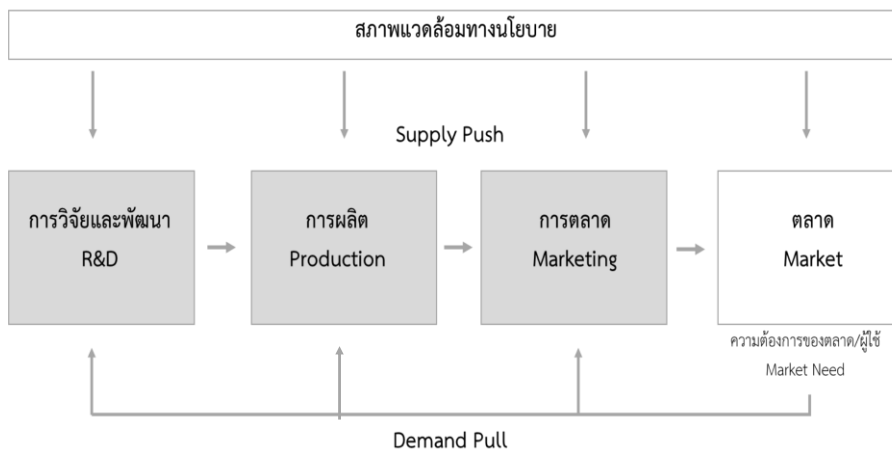 สภาพแวดล้อมทางนโยบาย
Supply Push
การวิจัยและพัฒนา
R&D
การผลิต
Production
การตลาด
Marketing
ตลาด
Market
ความต้องการของตลาด/ผู้ใช้
Market Need
Demand Pull